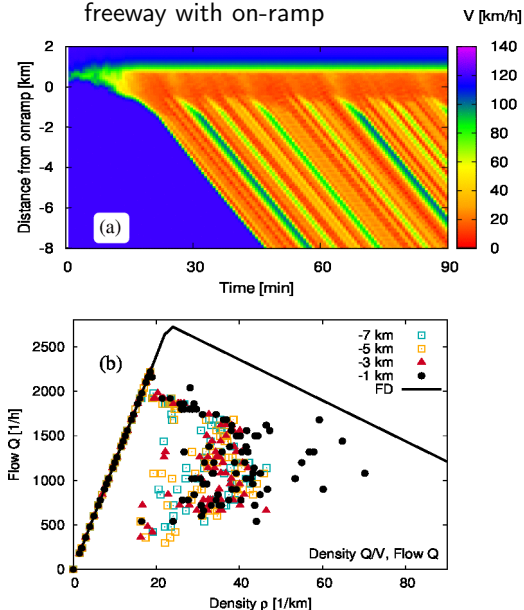 freeway with on-ramp
V [km/h]
Distance from onramp [km]
2
0
-2
-4
-6
-8
(a)
0
30
60
90
Time [min]
140
120
100
80
60
40
20
0
(b)
Flow Q [1/h]
2500
2000
1500
1000
500
0
-7 km
-5 km
-3 km
-1 km
FD
Density Q/V, Flow Q
0
20
40
60
80
Density ρ [1/km]